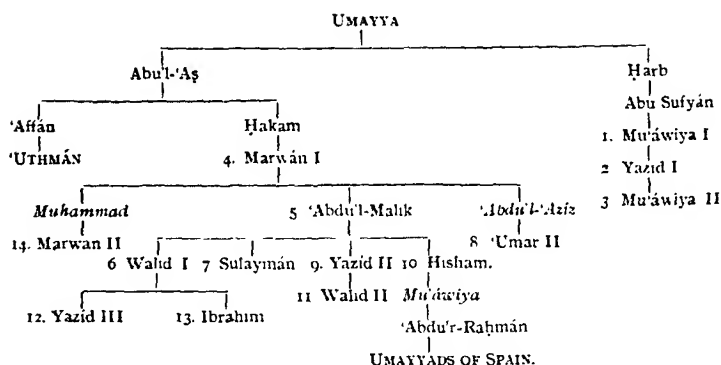 UMAYYA
Abu'l-‘Aṣ Ḥarb
‘Affán Ḥakam Abu Sufyán
‘UTHMÁN 4. Marwán I 1. Mu‘áwiya I
2 Yazíd I
Muhammad 5 ‘Abdu'l-Malik ‘Abdu'l-‘Azíz 3 Mu‘áwiya II
14. Marwan II 8 ‘Umar II
6 Walíd I 7 Sulaymán 9. Yazíd II 10 Hishám.
12. Yazíd III 13. Ibrahim 11 Walíd II Mu‘áwiya
‘Abdu'r-Raḥmán
UMAYYADS OF SPAIN.